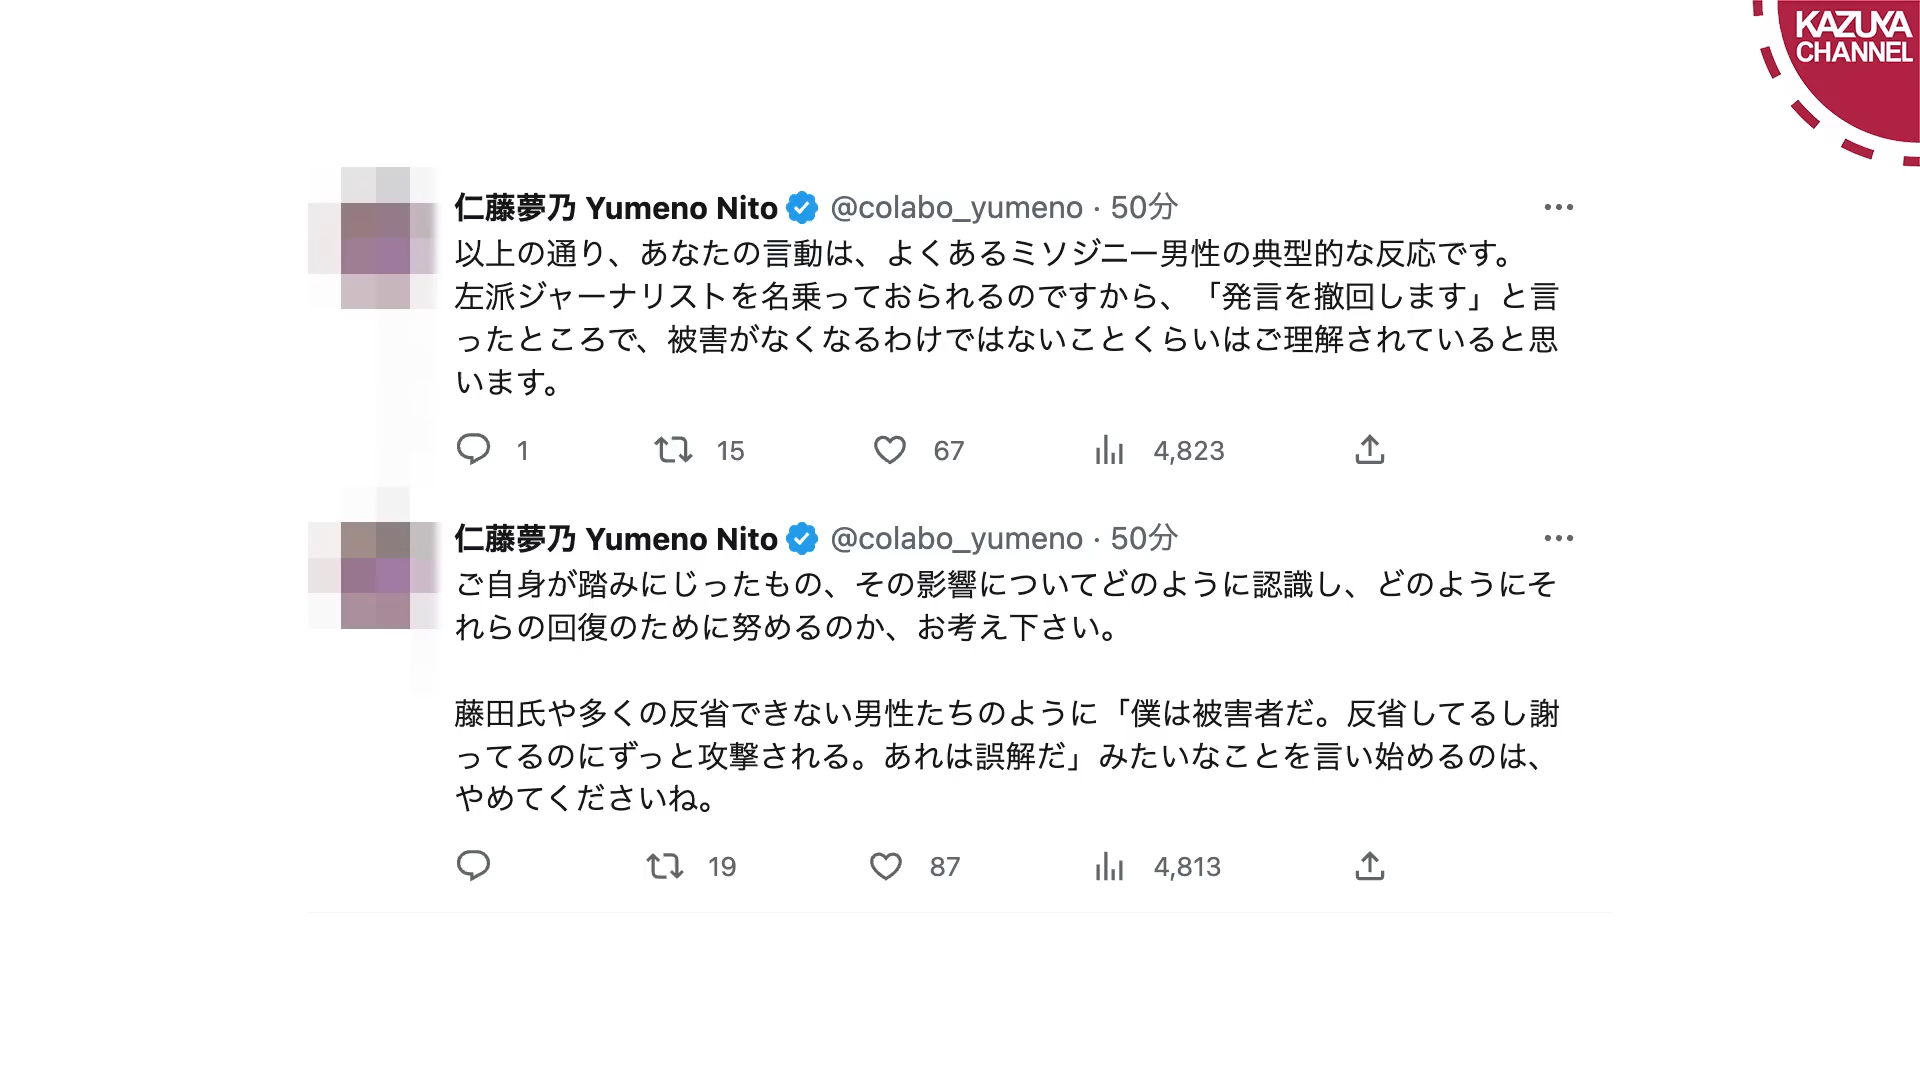 KAZUYA
CHANNEL
仁藤夢乃 Yumeno Nito @colabo_yumeno · 50分
以上の通り、あなたの言動は、よくあるミソジニー男性の典型的な反応です。
左派ジャーナリストを名乗っておられるのですから、「発言を撤回します」と言
ったところで、被害がなくなるわけではないことくらいはご理解されていると思
います。
1 15 67 4,823
仁藤夢乃 Yumeno Nito @colabo_yumeno · 50分
ご自身が踏みにじったもの、その影響についてどのように認識し、どのようにそ
れらの回復のために努めるのか、お考え下さい。
藤田氏や多くの反省できない男性たちのように「僕は被害者だ。反省してるし謝
ってるのにずっと攻撃される。あれは誤解だ」みたいなことを言い始めるのは、
やめてくださいね。
19 87 4,813